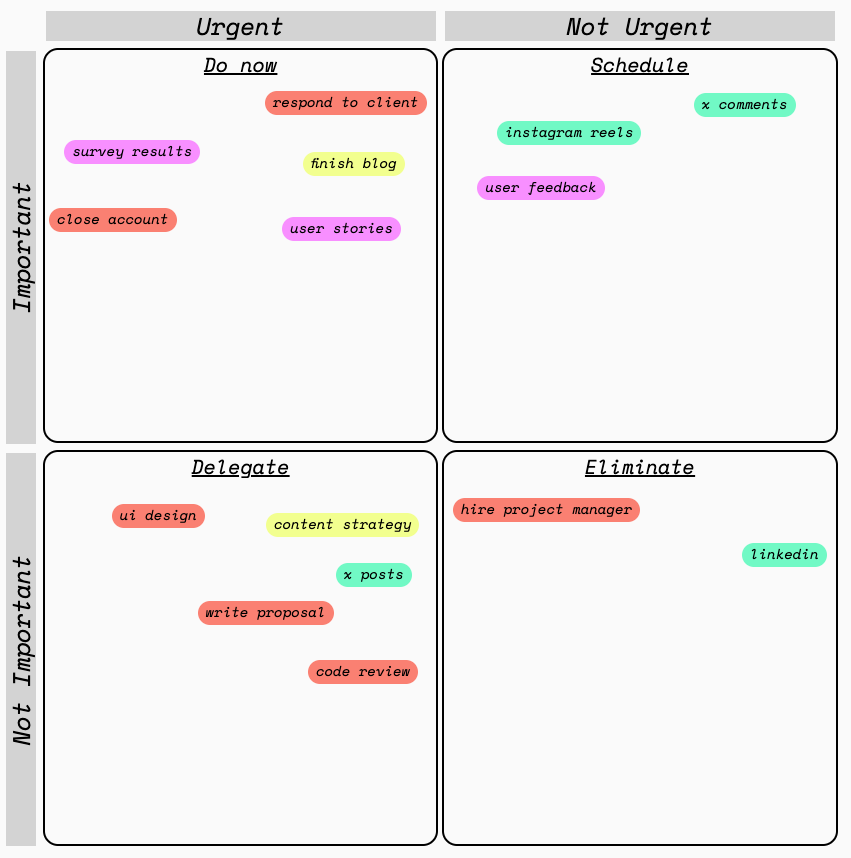 Urgent
Not Urgent
Important
Do now
respond to client
survey results
finish blog
close account
user stories
Schedule
x comments
instagram reels
user feedback
Not Important
Delegate
ui design
content strategy
x posts
write proposal
code review
Eliminate
hire project manager
linkedin